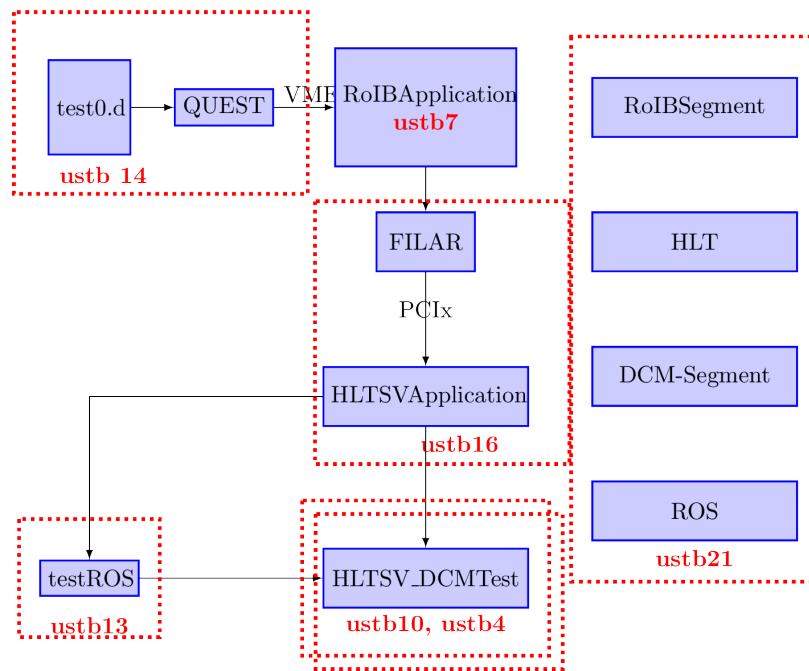 test0.d
QUEST
VME
RoIBApplication
ustb7
ustb 14
RoIBSegment
FILAR
HLT
PCIx
HLTSVApplication
DCM-Segment
ustb16
ROS
ustb21
testROS
HLTSV_DCMTest
ustb13
ustb10, ustb4